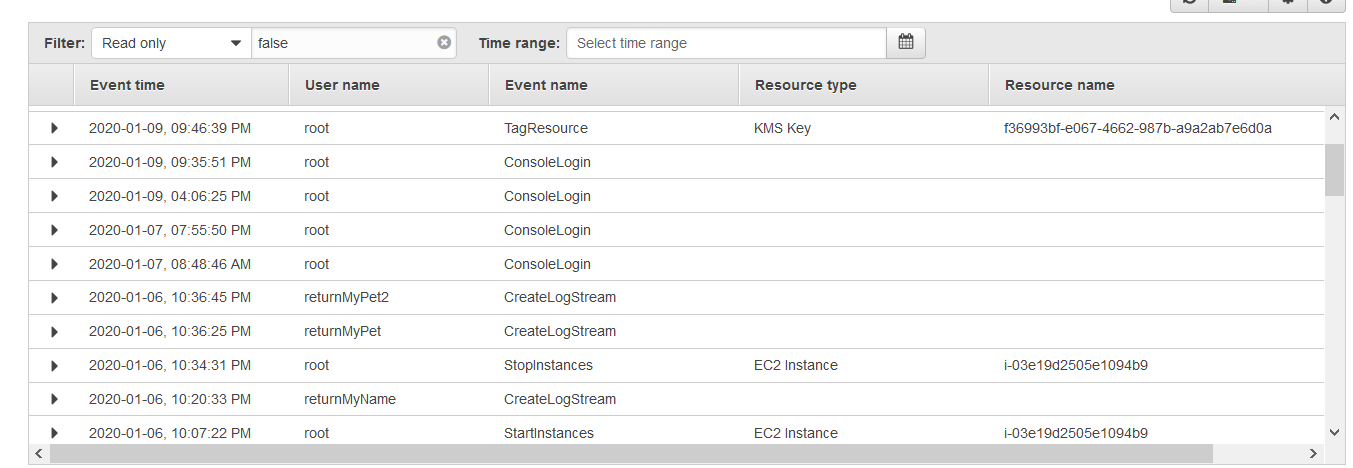 Filter: Read only false Time range: Select time range
Event time User name Event name Resource type Resource name
2020-01-09, 09:46:39 PM root TagResource KMS Key f36993bf-e067-4662-987b-a9a2ab7e6d0a
2020-01-09, 09:35:51 PM root ConsoleLogin
2020-01-09, 04:06:25 PM root ConsoleLogin
2020-01-07, 07:55:50 PM root ConsoleLogin
2020-01-07, 08:48:46 AM root ConsoleLogin
2020-01-06, 10:36:45 PM returnMyPet2 CreateLogStream
2020-01-06, 10:36:25 PM returnMyPet CreateLogStream
2020-01-06, 10:34:31 PM root StopInstances EC2 Instance i-03e19d2505e1094b9
2020-01-06, 10:20:33 PM returnMyName CreateLogStream
2020-01-06, 10:07:22 PM root StartInstances EC2 Instance i-03e19d2505e1094b9